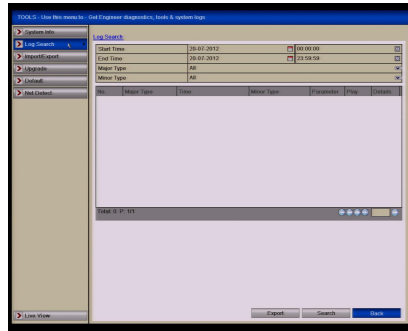 TOOLS - Use this menu to - Get Engineer diagnostics, tools & system logs
System Info
Log Search
Import/Export
Upgrade
Default
Net Detect
Live View
Log Search
Start Time 20-07-2012 00:00:00
End Time 20-07-2012 23:59:59
Major Type All
Minor Type All
No. Major Type Time Minor Type Parameter Play Details
Total: 0 P: 1/1
Export Search Back